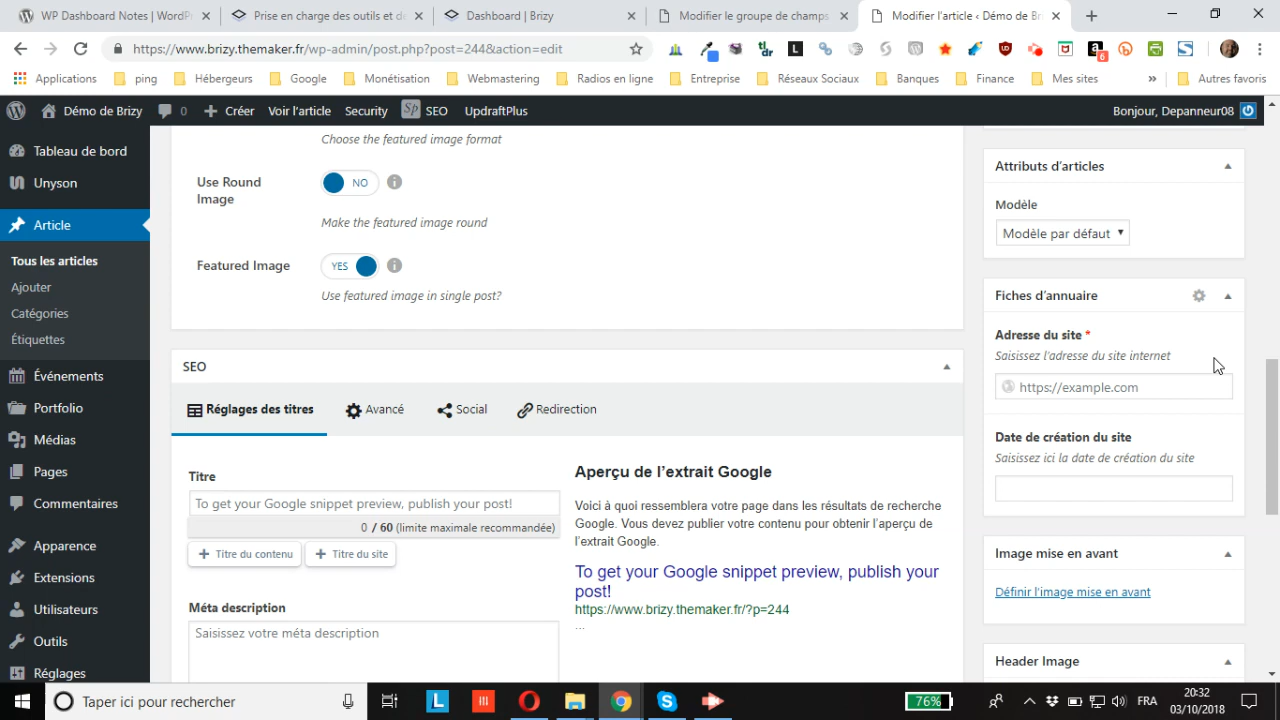 WP Dashboard Notes ‹ WordPr
Prise en charge des outils et d
Dashboard | Brizy
Modifier le groupe de champs
Modifier l'article ‹ Démo de Bri
https://www.brizy.themaker.fr/wp-admin/post.php?post=244&action=edit
Applications
ping
Hébergeurs
Google
Monétisation
Webmastering
Radios en ligne
Entreprise
Réseaux Sociaux
Banques
Finance
Mes sites
»
Autres favoris
Démo de Brizy
0
Créer
Voir l'article
Security
SEO
UpdraftPlus
Bonjour, Depanneur08
Tableau de bord
Unyson
Article
Tous les articles
Ajouter
Catégories
Étiquettes
Événements
Portfolio
Médias
Pages
Commentaires
Apparence
Extensions
Utilisateurs
Outils
Réglages
Choose the featured image format
Use Round
Image
NO
Make the featured image round
Featured Image
YES
Use featured image in single post?
SEO
Réglages des titres
Avancé
Social
Redirection
Titre
To get your Google snippet preview, publish your post!
0 / 60 (limite maximale recommandée)
Titre du contenu
Titre du site
Méta description
Saisissez votre méta description
Aperçu de l'extrait Google
Voici à quoi ressemblera votre page dans les résultats de recherche
Google. Vous devez publier votre contenu pour obtenir l'aperçu de
l'extrait Google.
To get your Google snippet preview, publish your
post!
https://www.brizy.themaker.fr/?p=244
...
Attributs d'articles
Modèle
Modèle par défaut
Fiches d'annuaire
Adresse du site *
Saisissez l'adresse du site internet
https://example.com
Date de création du site
Saisissez ici la date de création du site
Image mise en avant
Définir l'image mise en avant
Header Image
Taper ici pour rechercher
76%
FRA
20:32
03/10/2018